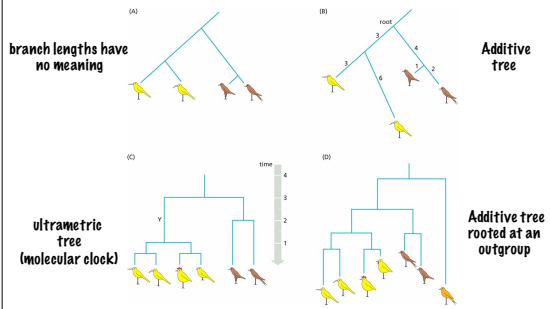 (A)
branch lengths have
no meaning
(B)
root
3
4
3
1
2
6
Additive
tree
(C)
time
4
3
2
1
Y
ultrametric
tree
(molecular clock)
(D)
Additive tree
rooted at an
outgroup